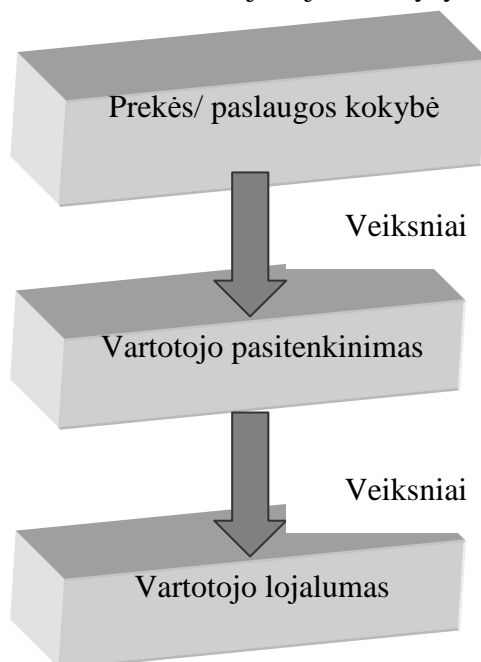 Prekės/ paslaugos kokybė
Veiksniai
Vartotojo pasitenkinimas
Veiksniai
Vartotojo lojalumas